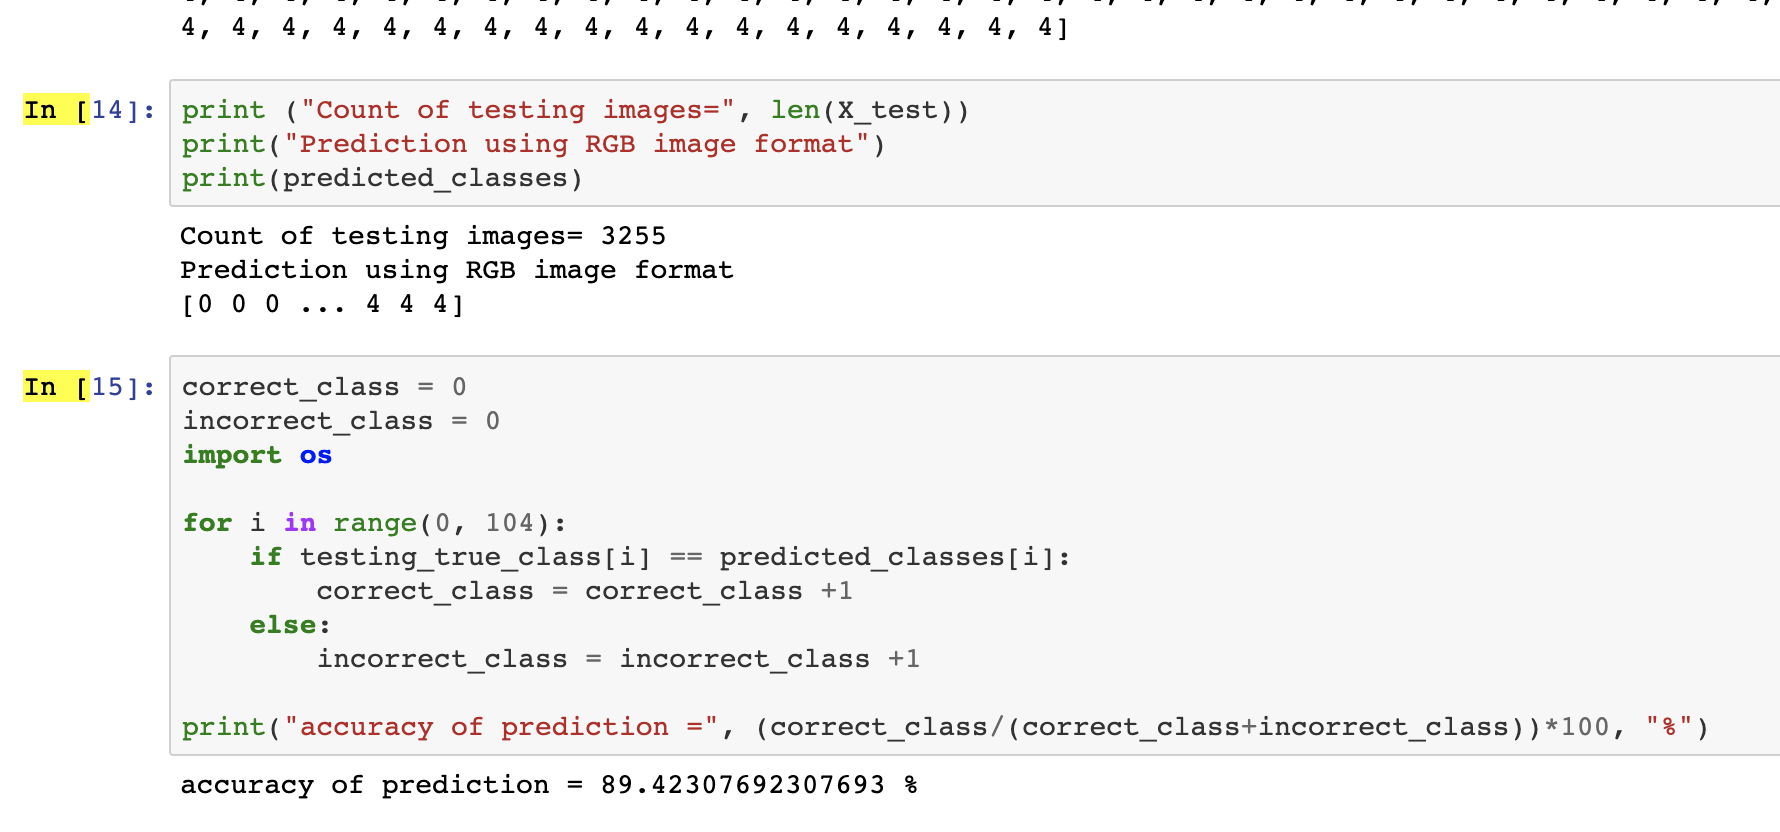 4, 4, 4, 4, 4, 4, 4, 4, 4, 4, 4, 4, 4, 4, 4, 4, 4, 4]
In [14]:
print ("Count of testing images=", len(X_test))
print("Prediction using RGB image format")
print(predicted_classes)
Count of testing images= 3255
Prediction using RGB image format
[0 0 0 ... 4 4 4]
In [15]:
correct_class = 0
incorrect_class = 0
import os
for i in range(0, 104):
    if testing_true_class[i] == predicted_classes[i]:
        correct_class = correct_class +1
    else:
        incorrect_class = incorrect_class +1
print("accuracy of prediction =", (correct_class/(correct_class+incorrect_class))*100, "%")
accuracy of prediction = 89.42307692307693 %